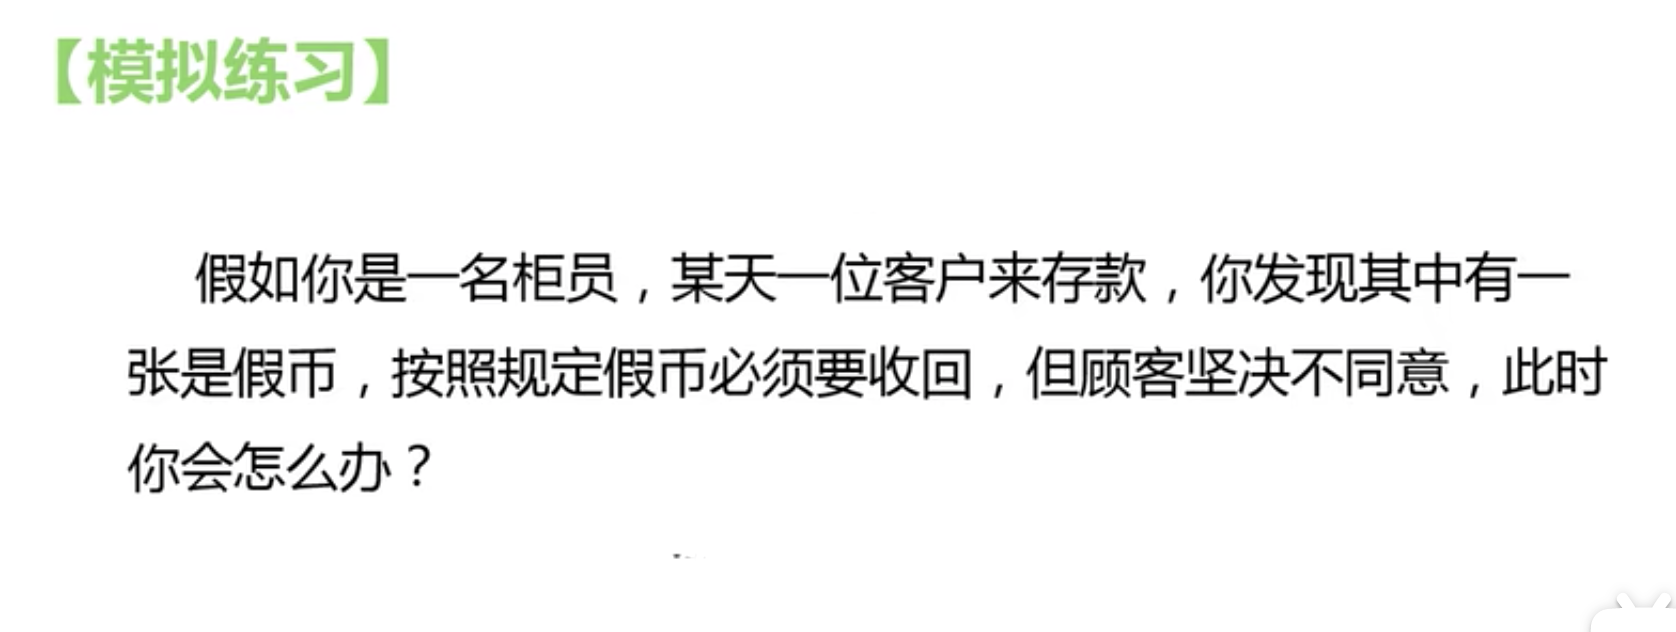 【模拟练习】
假如你是一名柜员，某天一位客户来存款，你发现其中有一
张是假币，按照规定假币必须要收回，但顾客坚决不同意，此时
你会怎么办？